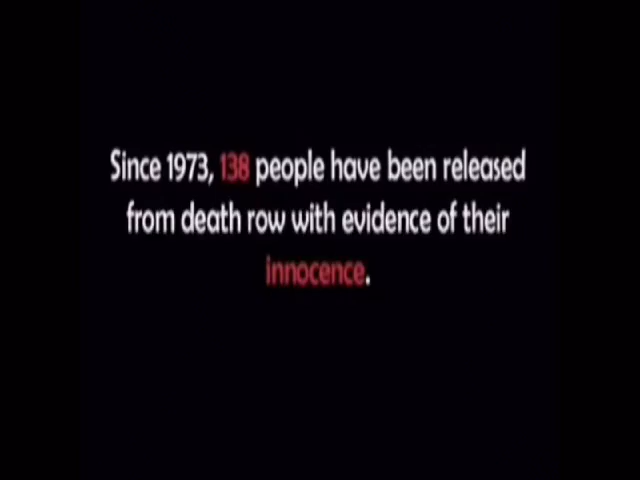 Since 1973, 138 people have been released
from death row with evidence of their
innocence.